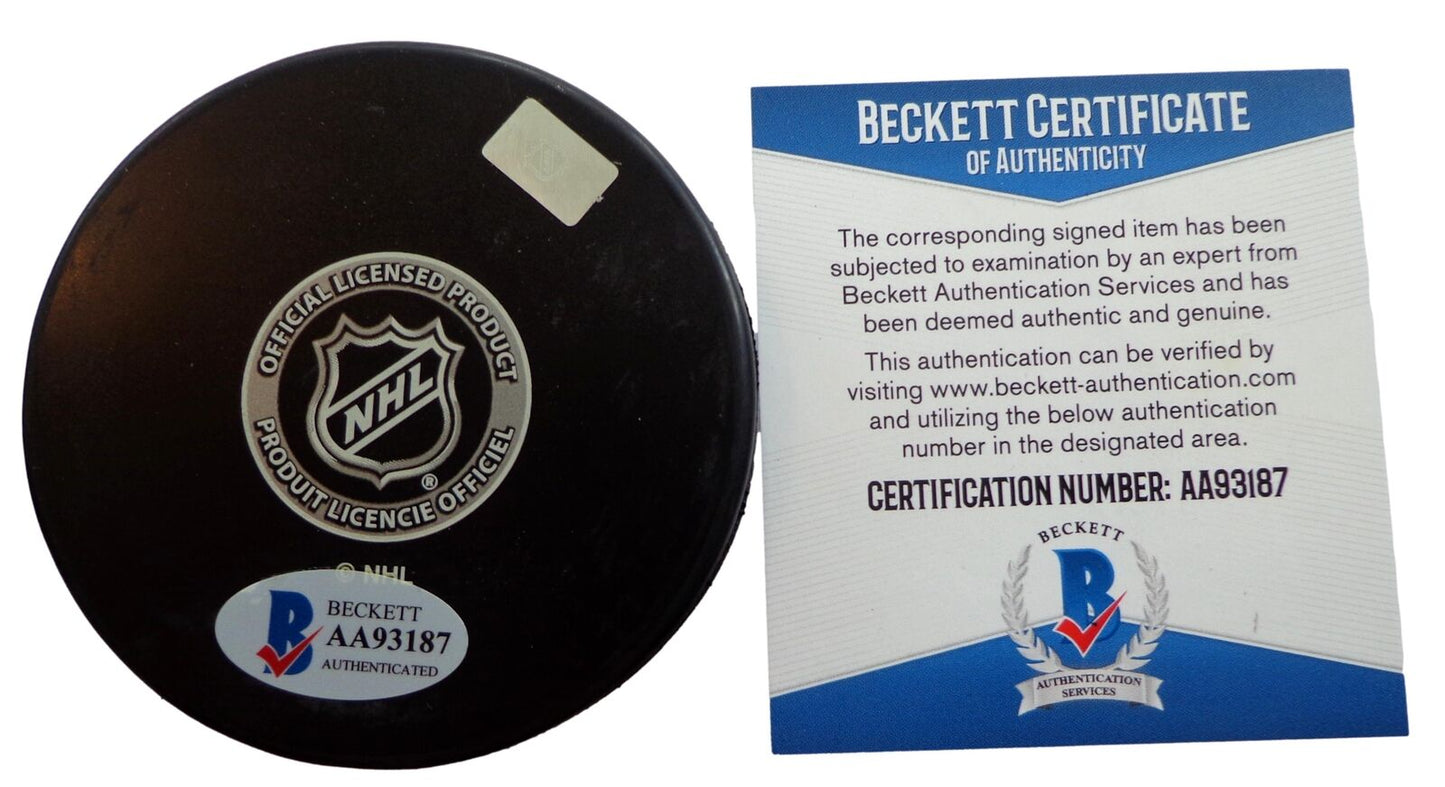 OFFICIAL LICENSED PRODUCT
NHL
®
PRODUIT LICENCIE OFFICIEL
© NHL
BECKETT
AA93187
AUTHENTICATED
B
BECKETT CERTIFICATE
OF AUTHENTICITY
The corresponding signed item has been
subjected to examination by an expert from
Beckett Authentication Services and has
been deemed authentic and genuine.
This authentication can be verified by
visiting www.beckett-authentication.com
and utilizing the below authentication
number in the designated area.
CERTIFICATION NUMBER: AA93187
BECKETT
B
AUTHENTICATION
SERVICES